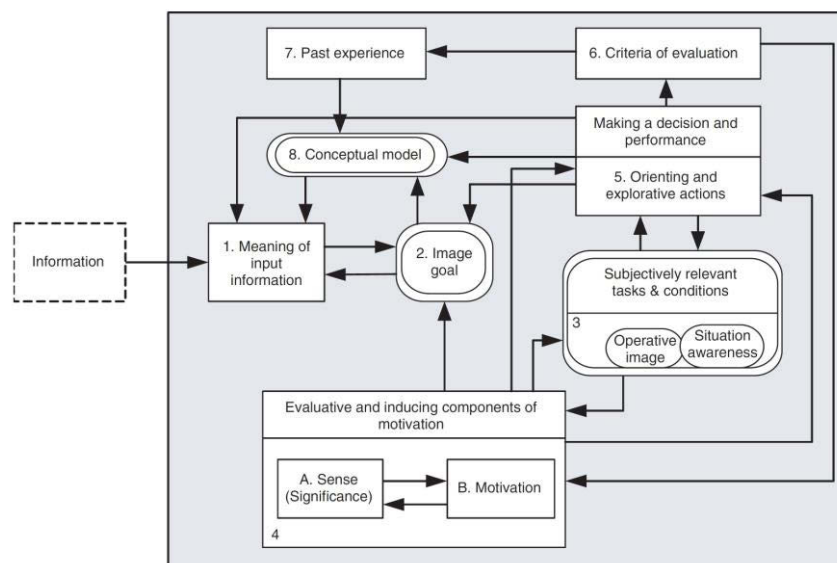 7. Past experience
6. Criteria of evaluation
Making a decision and
performance
8. Conceptual model
5. Orienting and
explorative actions
Information
1. Meaning of
input
information
2. Image
goal
Subjectively relevant
tasks & conditions
3
Operative
image
Situation
awareness
Evaluative and inducing components of
motivation
A. Sense
(Significance)
B. Motivation
4